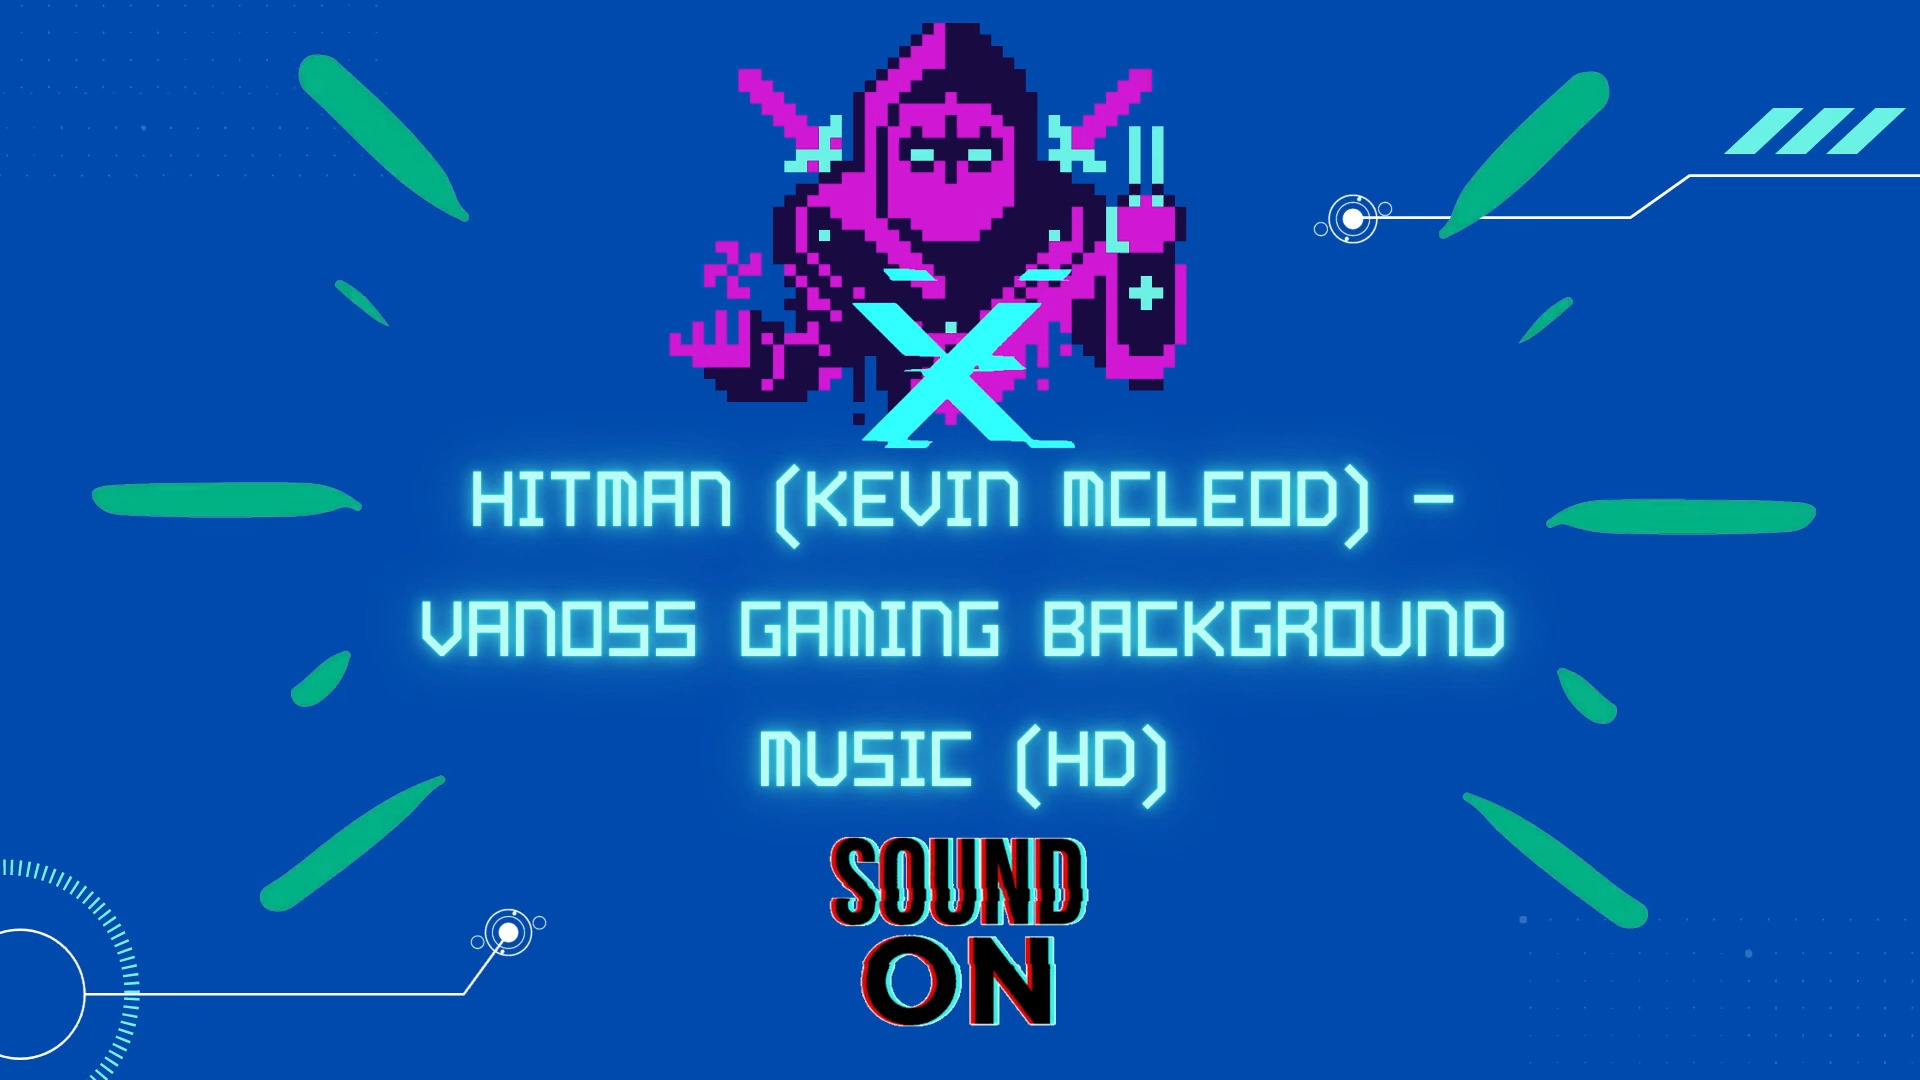 X
HITMAN (KEVIN MCLEOD) –
VANOSS GAMING BACKGROUND
MUSIC (HD)
SOUND
ON